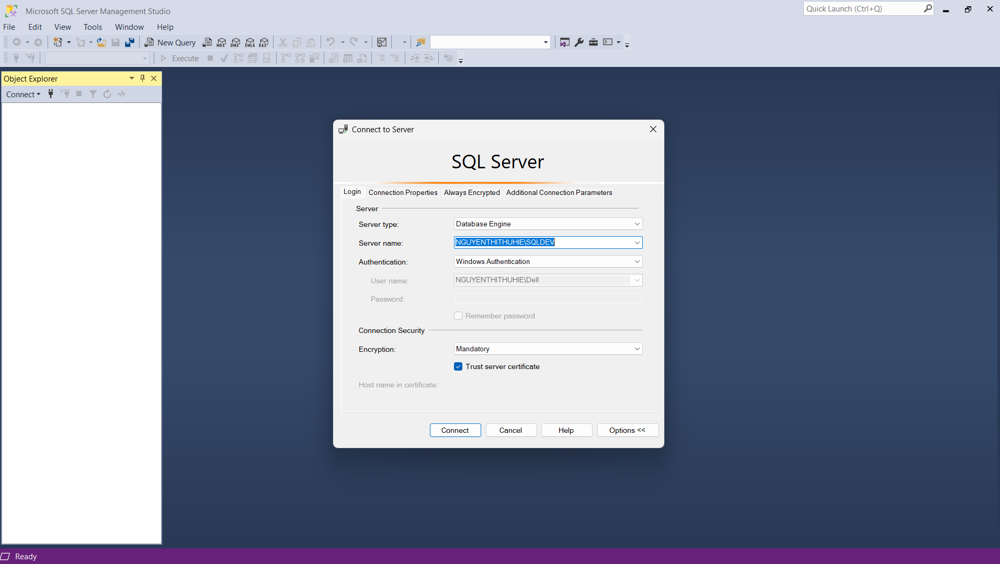 Microsoft SQL Server Management Studio
Quick Launch (Ctrl+Q)
File Edit View Tools Window Help
New Query MDX DMX XMLA DAX
Execute
Object Explorer
Connect
Connect to Server
SQL Server
Login Connection Properties Always Encrypted Additional Connection Parameters
Server
Server type: Database Engine
Server name: NGUYENTHITHUHIE\SQLDEV
Authentication: Windows Authentication
User name: NGUYENTHITHUHIE\Dell
Password:
Remember password
Connection Security
Encryption: Mandatory
Trust server certificate
Host name in certificate:
Connect Cancel Help Options <<
Ready